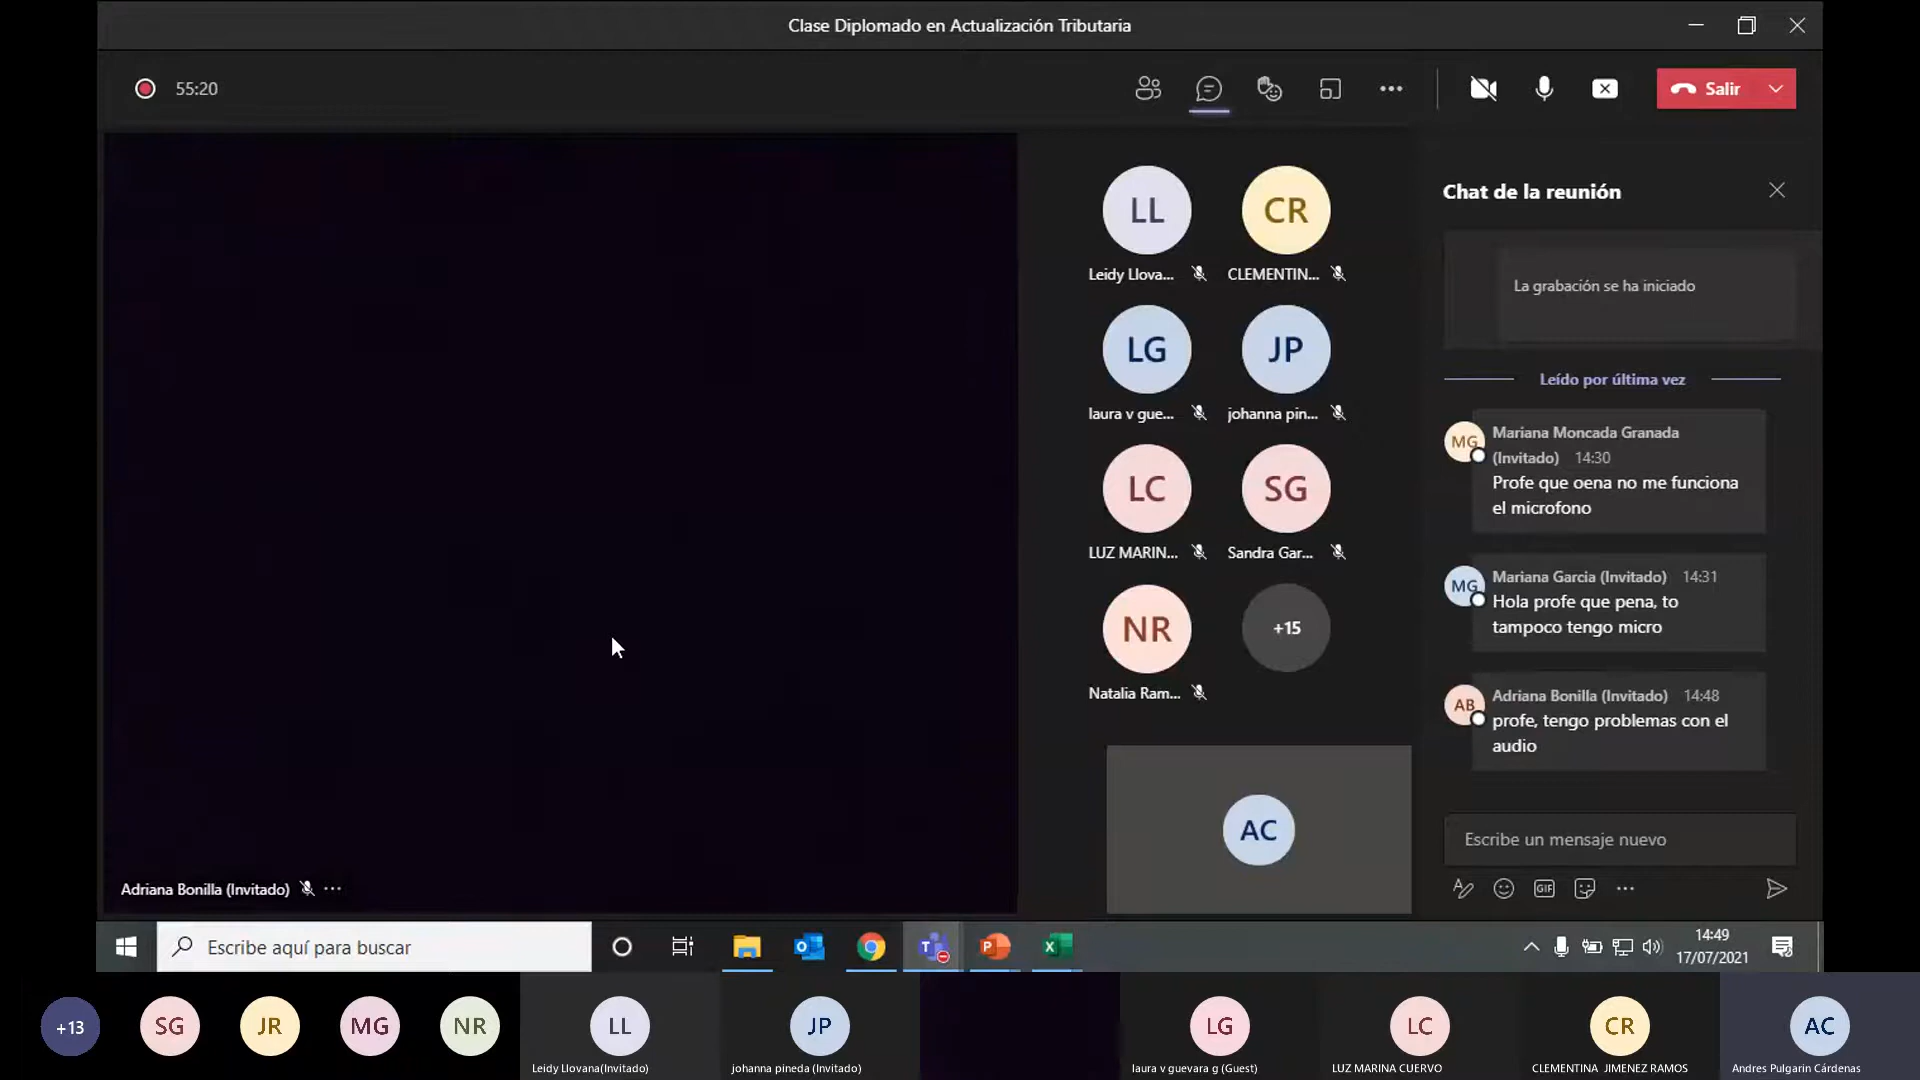 Clase Diplomado en Actualización Tributaria
55:20
Salir
LL
CR
Leidy Llova...
CLEMENTIN...
LG
JP
laura v gue...
johanna pin...
LC
SG
LUZ MARIN...
Sandra Gar...
NR
+15
Natalia Ram...
AC
Adriana Bonilla (Invitado)
Chat de la reunión
La grabación se ha iniciado
Leído por última vez
MG
Mariana Moncada Granada
(Invitado) 14:30
Profe que oena no me funciona
el microfono
MG
Mariana Garcia (Invitado) 14:31
Hola profe que pena, to
tampoco tengo micro
AB
Adriana Bonilla (Invitado) 14:48
profe, tengo problemas con el
audio
Escribe un mensaje nuevo
GIF
Escribe aquí para buscar
14:49
17/07/2021
+13
SG
JR
MG
NR
LL
Leidy Llovana(Invitado)
JP
johanna pineda (Invitado)
LG
laura v guevara g (Guest)
LC
LUZ MARINA CUERVO
CR
CLEMENTINA JIMENEZ RAMOS
AC
Andres Pulgarin Cárdenas